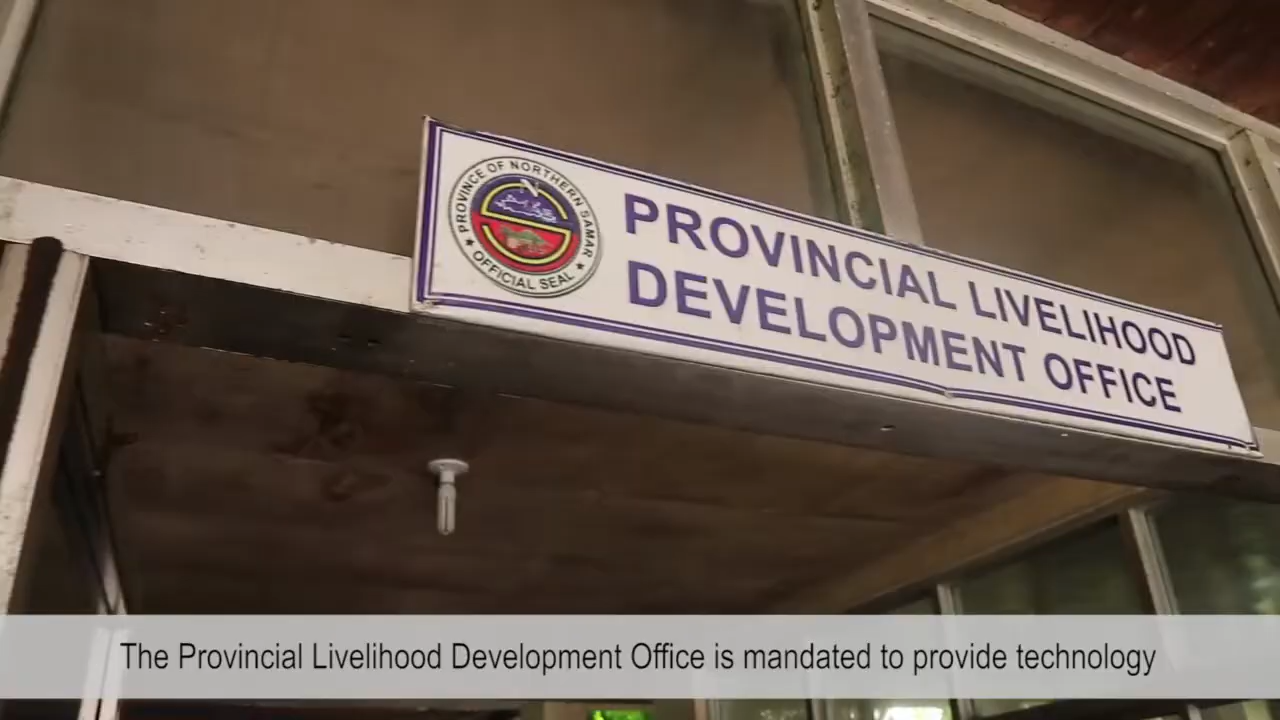 PROVINCE OF NORTHERN SAMAR
★ OFFICIAL SEAL ★
PROVINCIAL LIVELIHOOD
DEVELOPMENT OFFICE
The Provincial Livelihood Development Office is mandated to provide technology